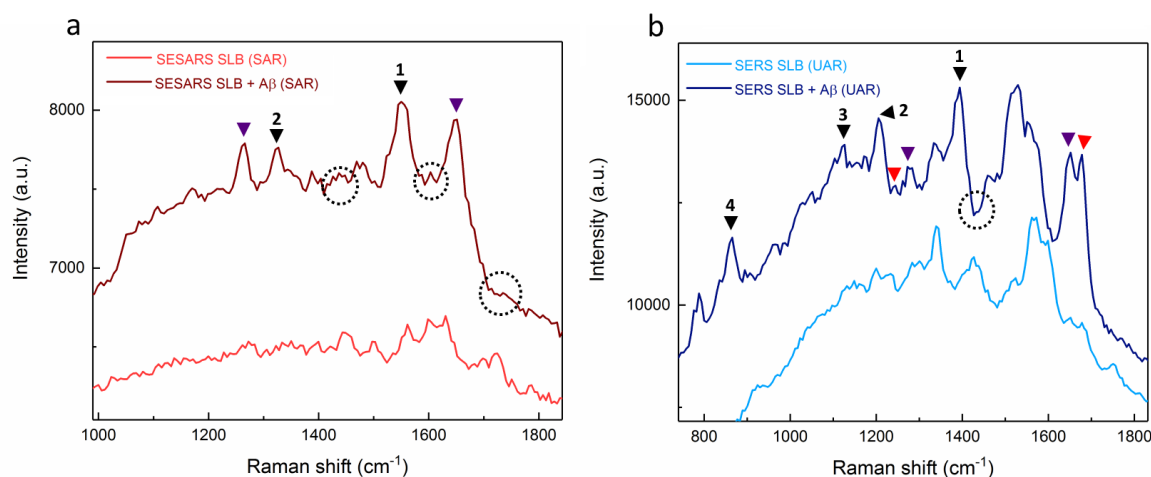 a
SESARS SLB (SAR)
SESARS SLB + Aβ (SAR)
1
2
8000
7000
Intensity (a.u.)
1000 1200 1400 1600 1800
Raman shift (cm-1)
b
SERS SLB (UAR)
SERS SLB + Aβ (UAR)
1
2
3
4
15000
10000
Intensity (a.u.)
800 1000 1200 1400 1600 1800
Raman shift (cm-1)